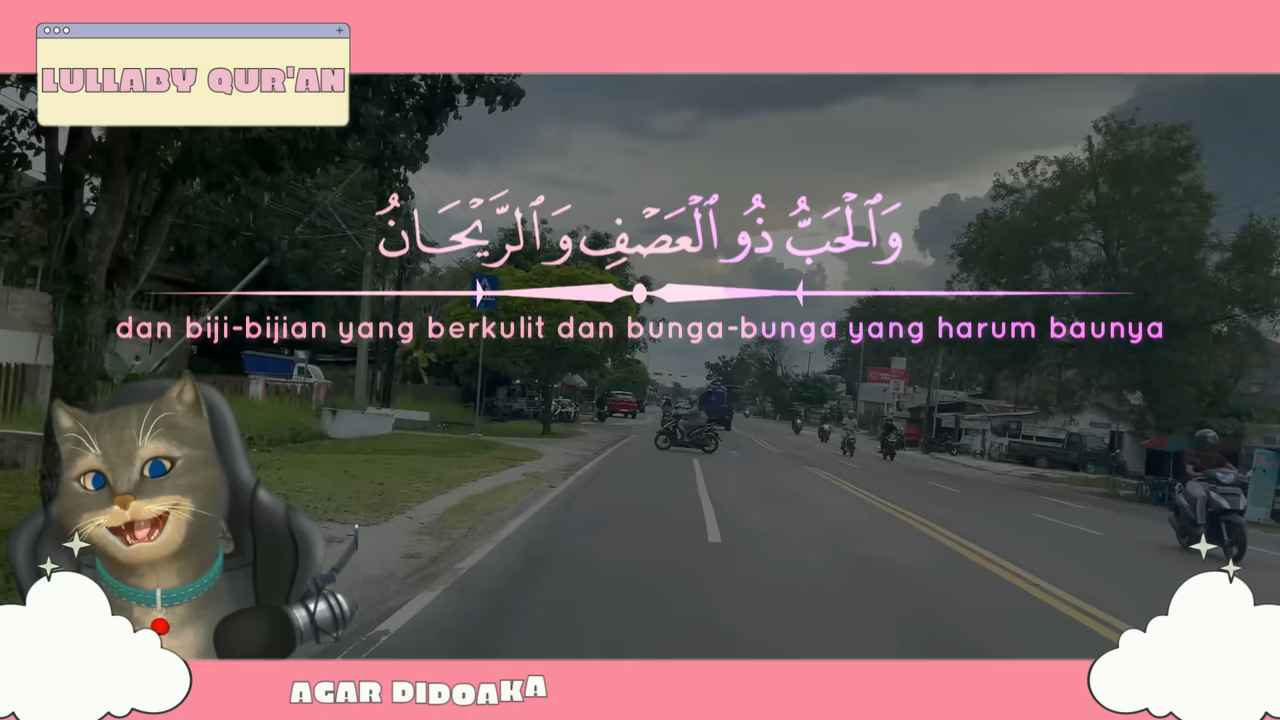 LULLABY QUR'AN
وَٱلْحَبُّ ذُو ٱلْعَصْفِ وَٱلرَّيْحَانُ
dan biji-bijian yang berkulit dan bunga-bunga yang harum baunya
AGAR DIDOAKA